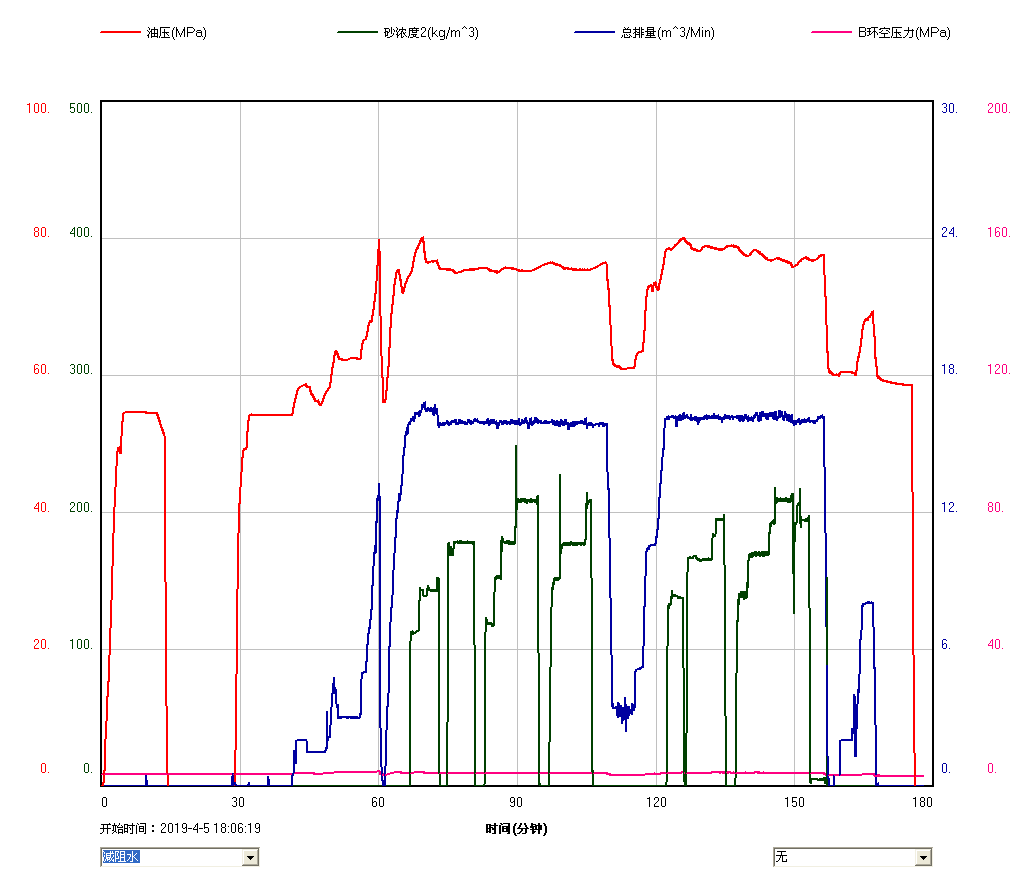 油压(MPa) 砂浓度2(kg/m^3) 总排量(m^3/Min) B环空压力(MPa)
100. 500. 30. 200.
80. 400. 24. 160.
60. 300. 18. 120.
40. 200. 12. 80.
20. 100. 6. 40.
0. 0. 0. 0.
0 30 60 90 120 150 180
开始时间：2019-4-5 18:06:19 时间(分钟)
减阻水 无